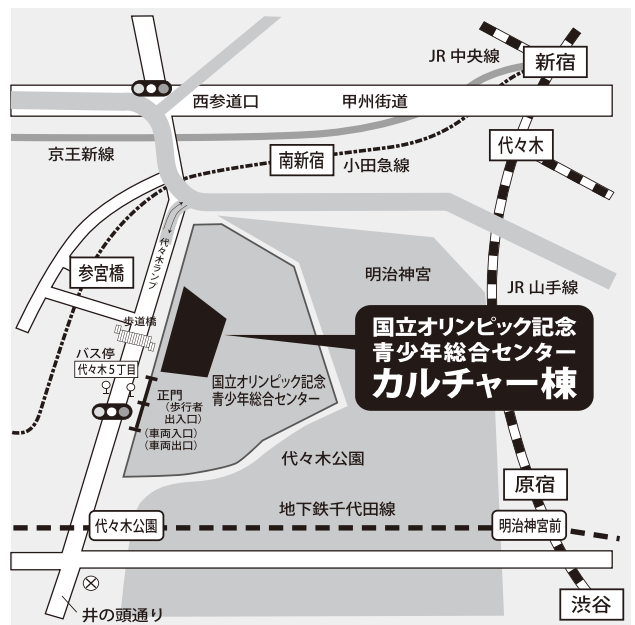 JR 中央線
新宿
西参道口
甲州街道
京王新線
南新宿
小田急線
代々木
代々木ランプ
参宮橋
明治神宮
JR 山手線
歩道橋
バス停
代々木5丁目
国立オリンピック記念
青少年総合センター
カルチャー棟
国立オリンピック記念
青少年総合センター
正門
(歩行者
出入口)
(車両入口)
(車両出口)
代々木公園
原宿
地下鉄千代田線
代々木公園
明治神宮前
渋谷
井の頭通り